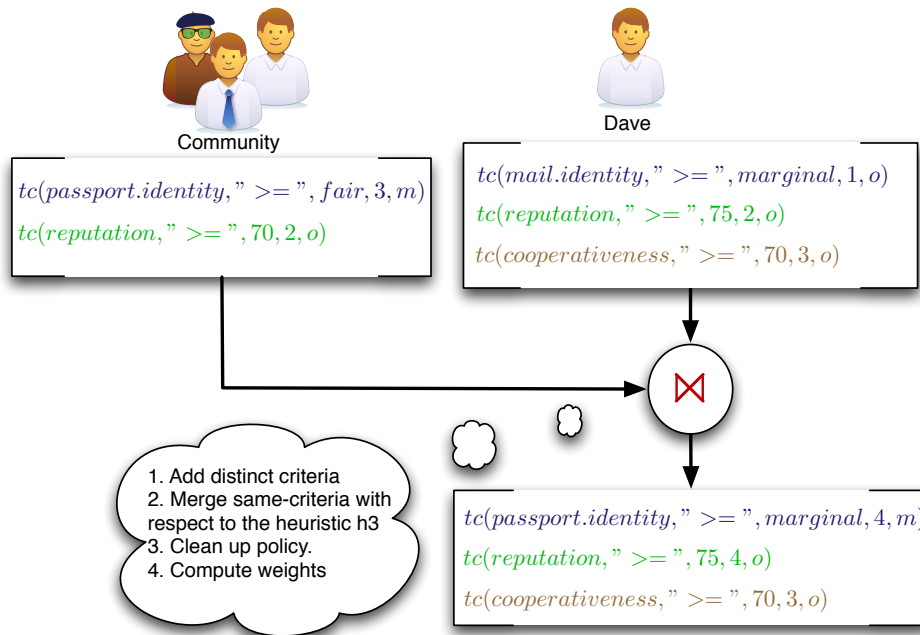 Community
Dave
tc(passport.identity, ” >= ”, fair, 3, m)
tc(reputation, ” >= ”, 70, 2, o)
tc(mail.identity, ” >= ”, marginal, 1, o)
tc(reputation, ” >= ”, 75, 2, o)
tc(cooperativeness, ” >= ”, 70, 3, o)
⋈
1. Add distinct criteria
2. Merge same-criteria with
respect to the heuristic h3
3. Clean up policy.
4. Compute weights
tc(passport.identity, ” >= ”, marginal, 4, m)
tc(reputation, ” >= ”, 75, 4, o)
tc(cooperativeness, ” >= ”, 70, 3, o)